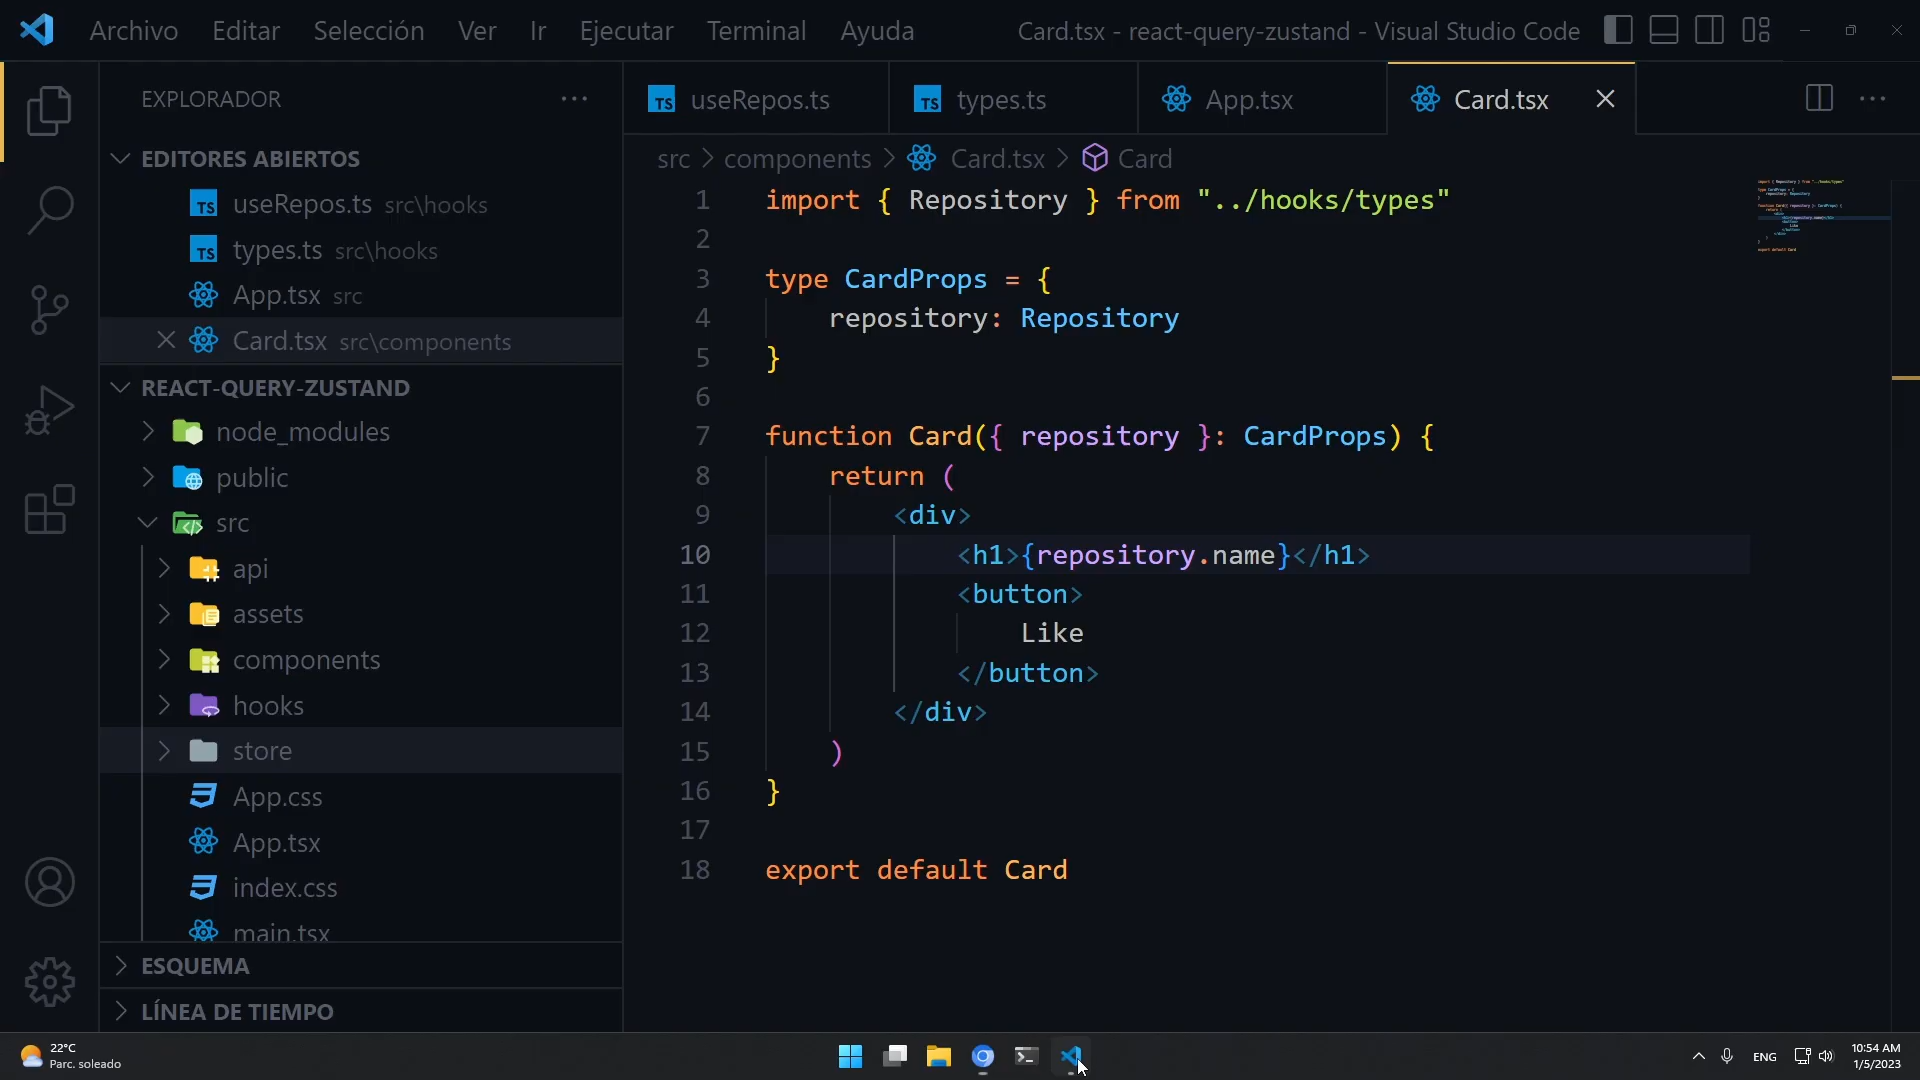 Archivo Editar Selección Ver Ir Ejecutar Terminal Ayuda Card.tsx - react-query-zustand - Visual Studio Code
EXPLORADOR
EDITORES ABIERTOS
useRepos.ts src\hooks
types.ts src\hooks
App.tsx src
Card.tsx src\components
REACT-QUERY-ZUSTAND
node_modules
public
src
api
assets
components
hooks
store
App.css
App.tsx
index.css
main.tsx
ESQUEMA
LÍNEA DE TIEMPO
useRepos.ts types.ts App.tsx Card.tsx
src > components > Card.tsx > Card
1 import { Repository } from "../hooks/types"
2
3 type CardProps = {
4 repository: Repository
5 }
6
7 function Card({ repository }: CardProps) {
8 return (
9 <div>
10 <h1>{repository.name}</h1>
11 <button>
12 Like
13 </button>
14 </div>
15 )
16 }
17
18 export default Card
22°C
Parc. soleado
ENG
10:54 AM
1/5/2023